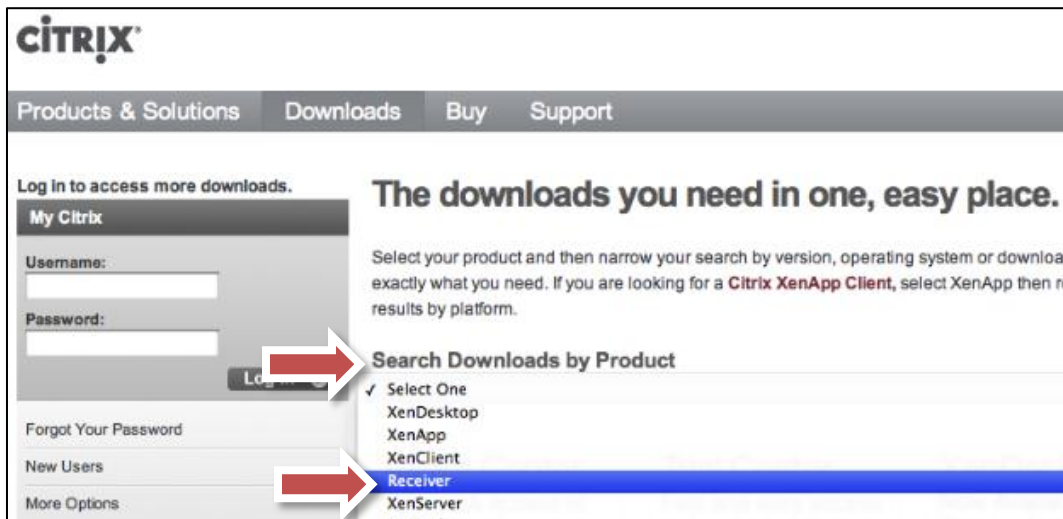 CİTRIX
Products & Solutions Downloads Buy Support
Log in to access more downloads.
My Citrix
Username:
Password:
Forgot Your Password
New Users
More Options
The downloads you need in one, easy place.
Select your product and then narrow your search by version, operating system or
exactly what you need. If you are looking for a Citrix XenApp Client, select XenApp then
results by platform.
Search Downloads by Product
✓ Select One
XenDesktop
XenApp
XenClient
Receiver
XenServer